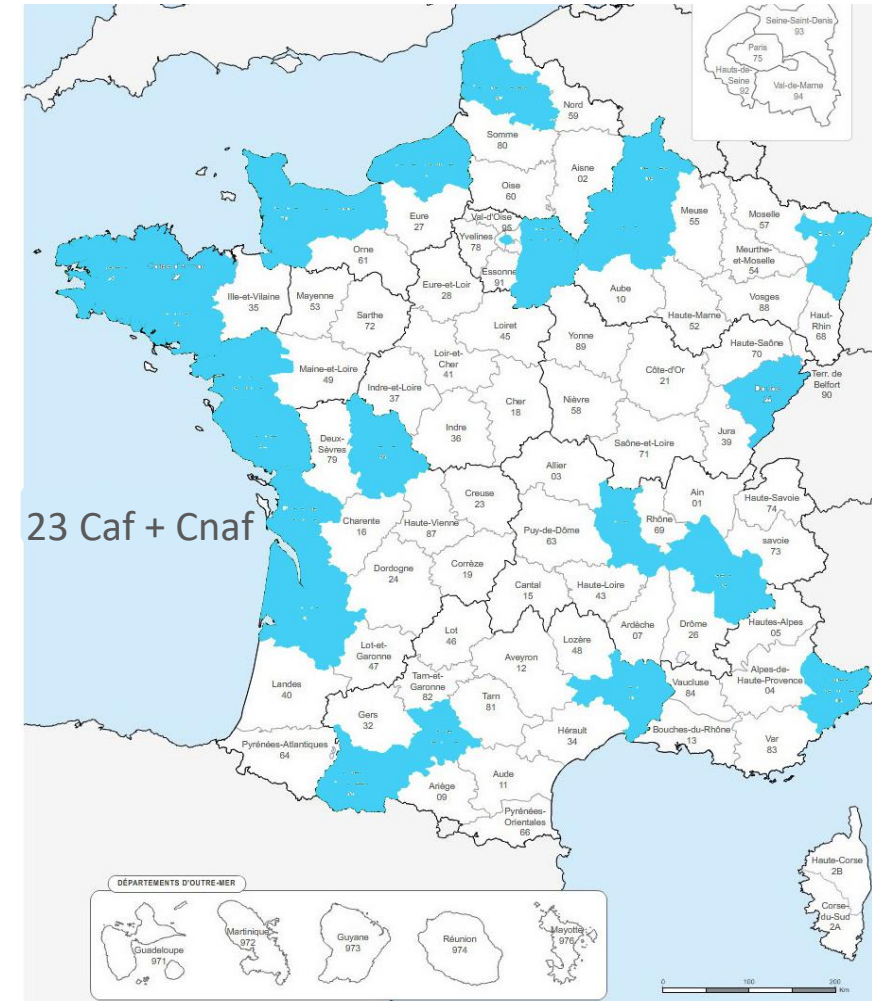 Seine-Saint-Denis
93
Paris
75
Hauts-de-
Seine
92
Val-de-Marne
94
Nord
59
Somme
80
Aisne
02
Oise
60
Eure
27
Val-d'Oise
95
Yvelines
78
Essonne
91
Meuse
55
Moselle
57
Meurthe-
et-Moselle
54
Orne
61
Ille-et-Vilaine
35
Mayenne
53
Sarthe
72
Eure-et-Loir
28
Aube
10
Haute-Marne
52
Vosges
88
Haut-
Rhin
68
Loiret
45
Yonne
89
Haute-Saône
70
Terr. de
Belfort
90
Maine-et-Loire
49
Loir-et-
Cher
41
Indre-et-Loire
37
Cher
18
Nièvre
58
Côte-d'Or
21
Jura
39
Deux-
Sèvres
79
Indre
36
Saône-et-Loire
71
Allier
03
23 Caf + Cnaf
Charente
16
Haute-Vienne
87
Creuse
23
Puy-de-Dôme
63
Rhône
69
Ain
01
Haute-Savoie
74
savoie
73
Dordogne
24
Corrèze
19
Cantal
15
Haute-Loire
43
Ardèche
07
Drôme
26
Hautes-Alpes
05
Lot-et-
Garonne
47
Lot
46
Aveyron
12
Lozère
48
Vaucluse
84
Alpes-de-
Haute-Provence
04
Landes
40
Tarn-et-
Garonne
82
Tarn
81
Gers
32
Hérault
34
Bouches-du-Rhône
13
Var
83
Pyrénées-Atlantiques
64
Ariège
09
Aude
11
Pyrénées-
Orientales
66
Haute-Corse
2B
Corse-
du-Sud
2A
DÉPARTEMENTS D'OUTRE-MER
Guadeloupe
971
Martinique
972
Guyane
973
Réunion
974
Mayotte
976
0 100 200
Km